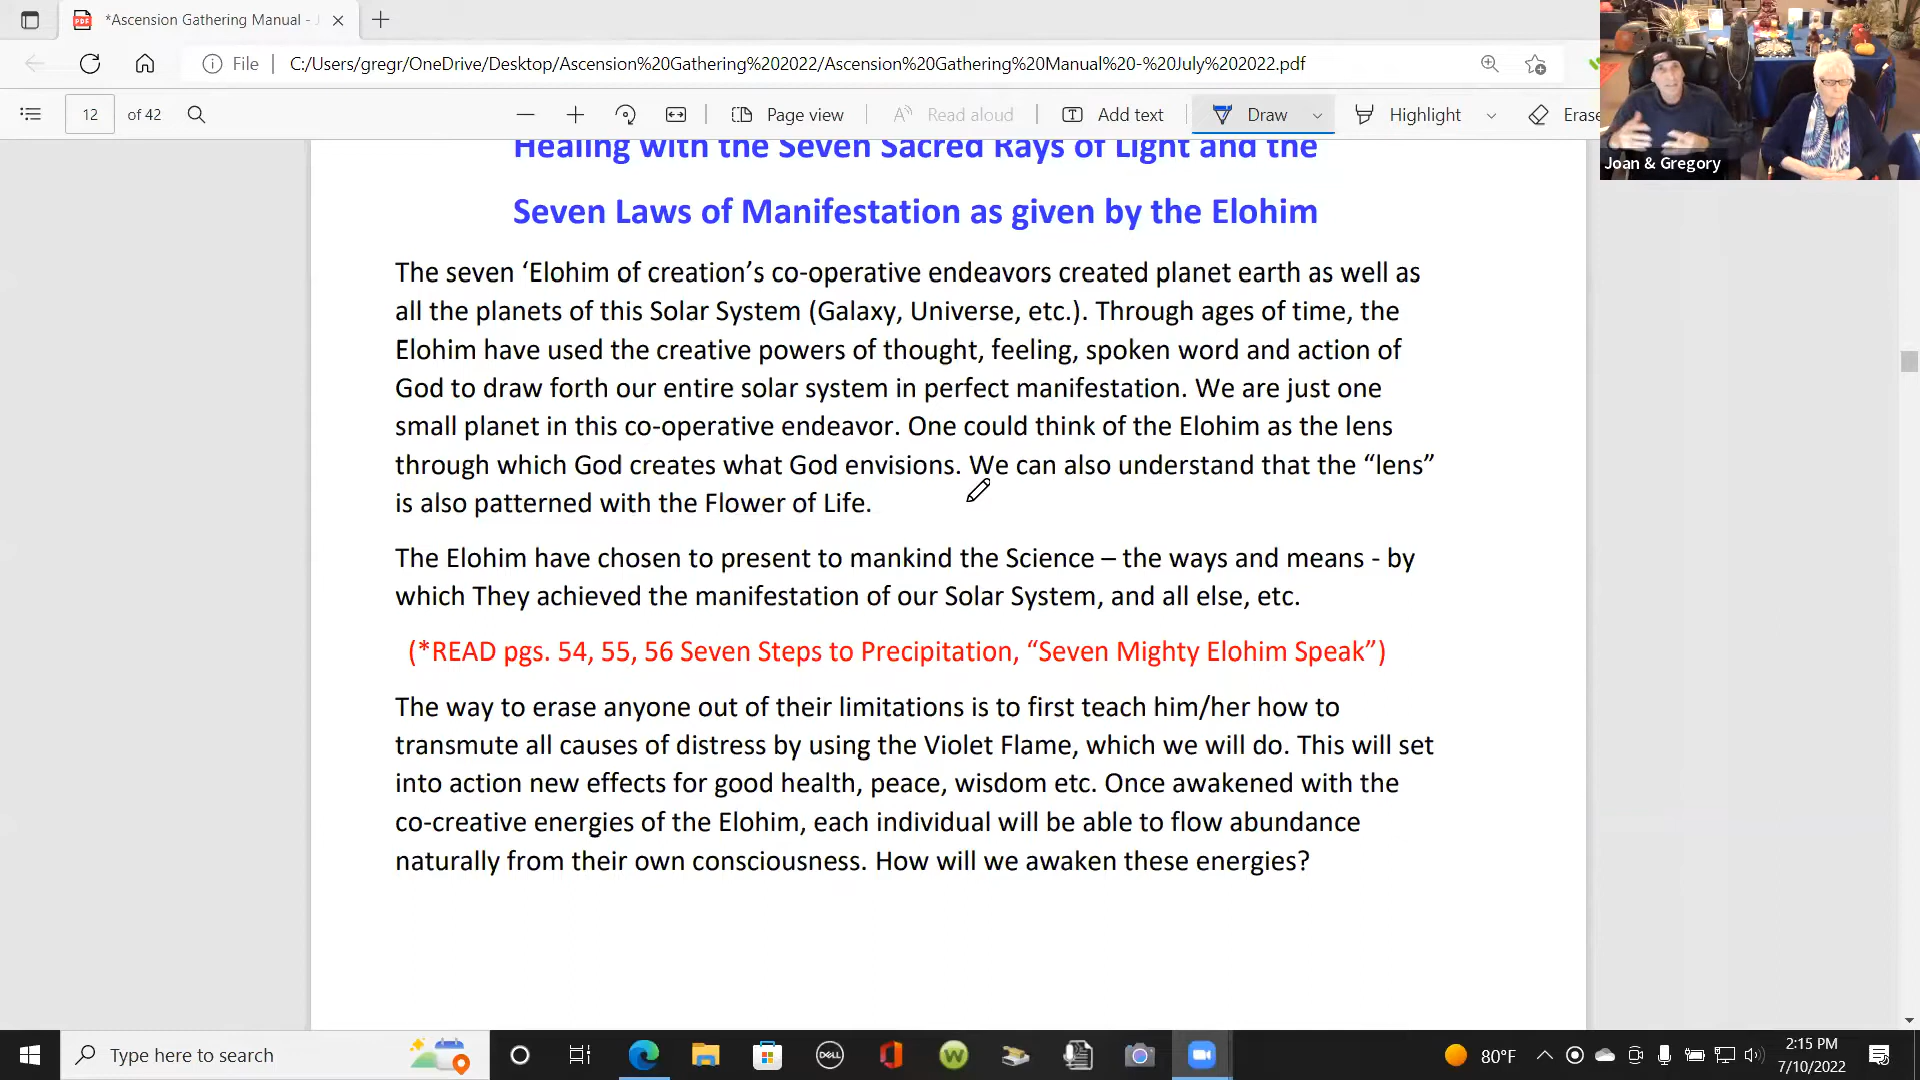 *Ascension Gathering Manual - J
File
C:/Users/gregr/OneDrive/Desktop/Ascension%20Gathering%202022/Ascension%20Gathering%20Manual%20-%20July%202022.pdf
12 of 42
Page view
Read aloud
Add text
Draw
Highlight
Erase
Joan & Gregory
Healing with the Seven Sacred Rays of Light and the
Seven Laws of Manifestation as given by the Elohim
The seven ‘Elohim of creation’s co-operative endeavors created planet earth as well as
all the planets of this Solar System (Galaxy, Universe, etc.). Through ages of time, the
Elohim have used the creative powers of thought, feeling, spoken word and action of
God to draw forth our entire solar system in perfect manifestation. We are just one
small planet in this co-operative endeavor. One could think of the Elohim as the lens
through which God creates what God envisions. We can also understand that the “lens”
is also patterned with the Flower of Life.
The Elohim have chosen to present to mankind the Science – the ways and means - by
which They achieved the manifestation of our Solar System, and all else, etc.
(*READ pgs. 54, 55, 56 Seven Steps to Precipitation, “Seven Mighty Elohim Speak”)
The way to erase anyone out of their limitations is to first teach him/her how to
transmute all causes of distress by using the Violet Flame, which we will do. This will set
into action new effects for good health, peace, wisdom etc. Once awakened with the
co-creative energies of the Elohim, each individual will be able to flow abundance
naturally from their own consciousness. How will we awaken these energies?
Type here to search
DELL
W
80°F
2:15 PM
7/10/2022